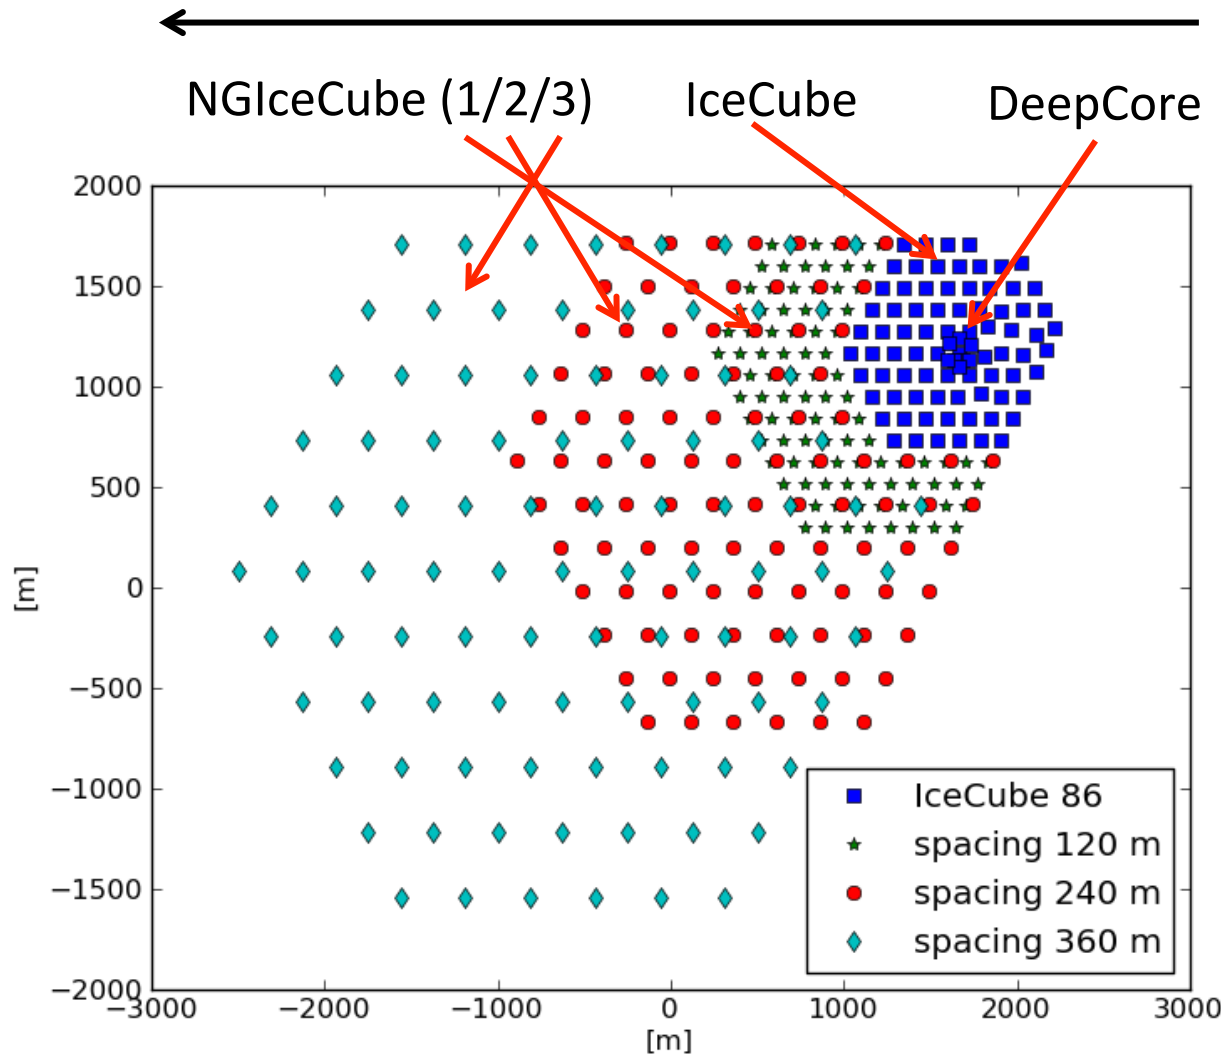 NGIceCube (1/2/3) IceCube DeepCore
2000
1500
1000
500
0
−500
−1000
−1500
−2000
[m]
IceCube 86
spacing 120 m
spacing 240 m
spacing 360 m
−3000 −2000 −1000 0 1000 2000 3000
[m]